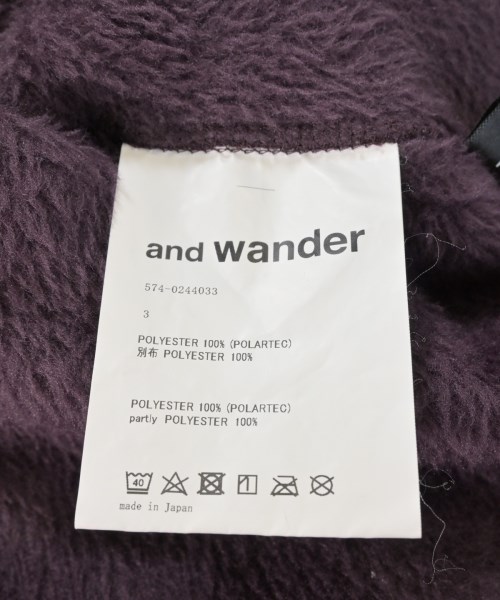 and wander
574-0244033
3
POLYESTER 100% (POLARTEC)
別布 POLYESTER 100%
POLYESTER 100% (POLARTEC)
partly POLYESTER 100%
40
made in Japan